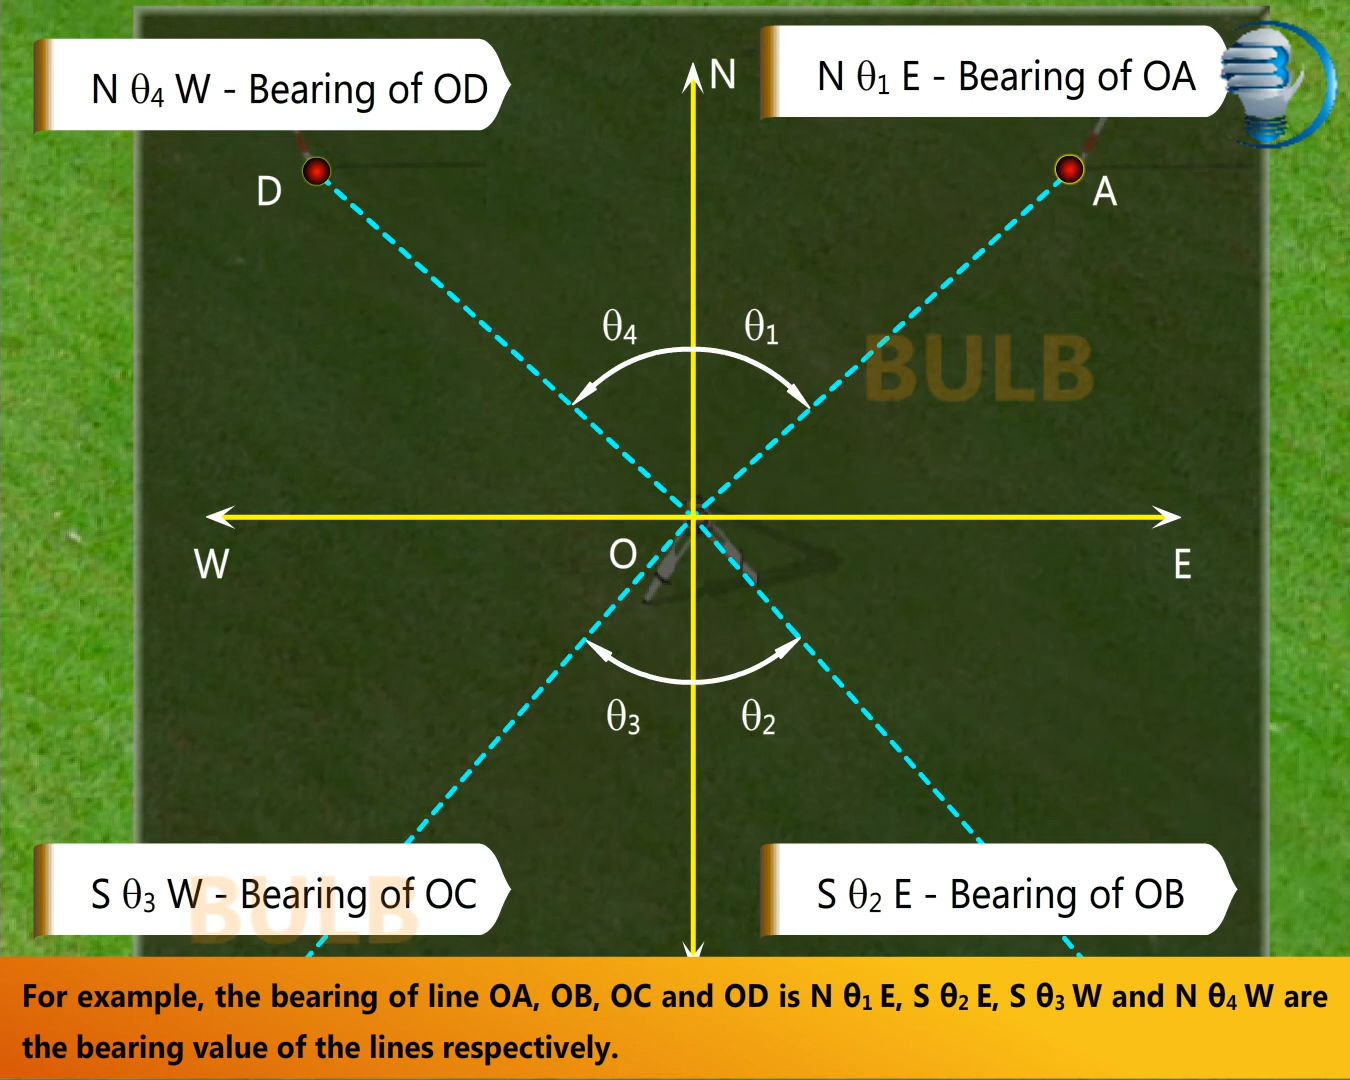 N θ₄ W - Bearing of OD
N θ₁ E - Bearing of OA
N
D
A
θ₄
θ₁
BULB
W
O
E
θ₃
θ₂
S θ₃ W - Bearing of OC
S θ₂ E - Bearing of OB
BULB
For example, the bearing of line OA, OB, OC and OD is N θ₁ E, S θ₂ E, S θ₃ W and N θ₄ W are
the bearing value of the lines respectively.